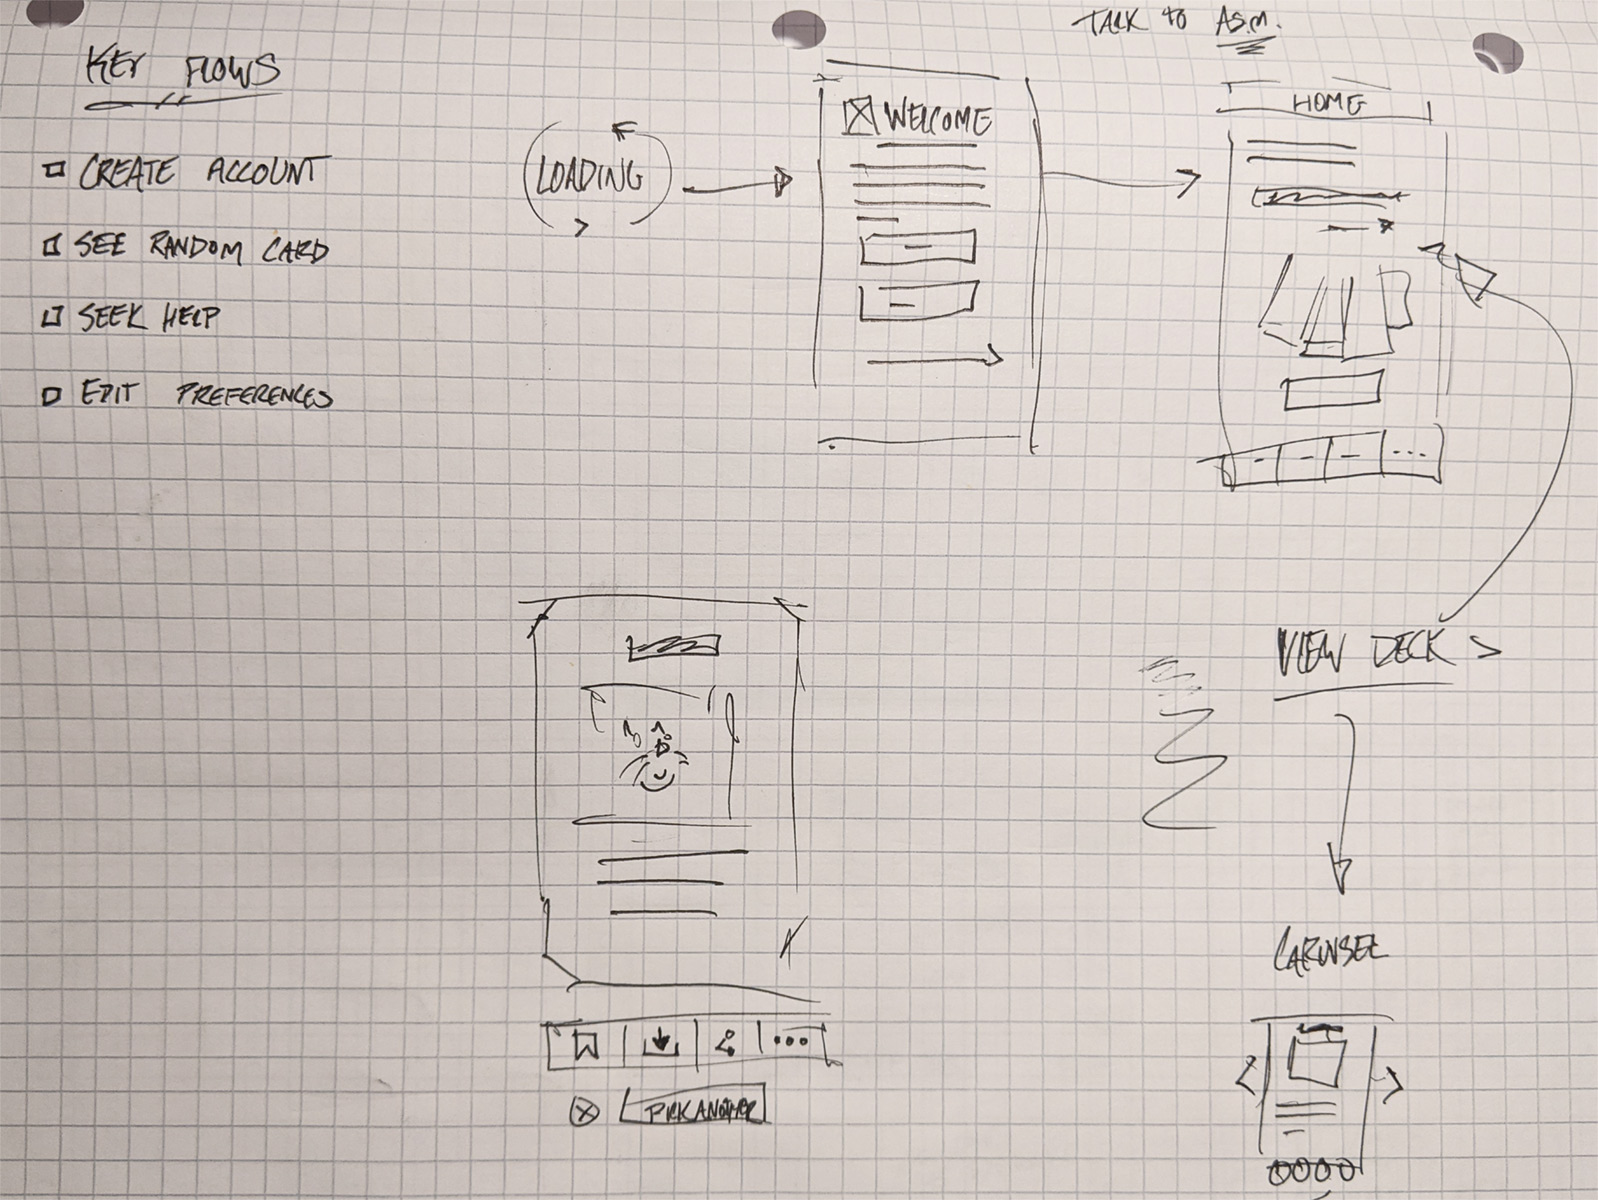 TALK to A.S.M.
KEY FLOWS
CREATE ACCOUNT
SEE RANDOM CARD
SEEK HELP
EDIT PREFERENCES
LOADING
WELCOME
HOME
VIEW DECK >
CAROUSEL
PICK ANOTHER